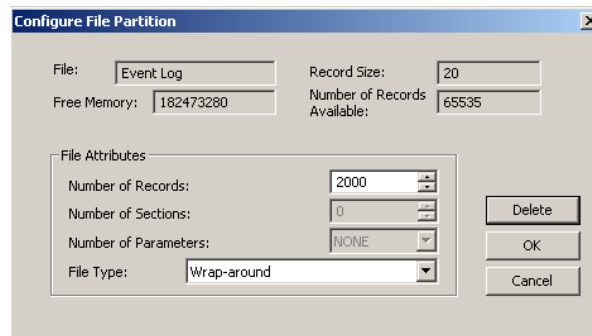 Configure File Partition
File: Event Log Record Size: 20
Free Memory: 182473280 Number of Records Available: 65535
File Attributes
Number of Records: 2000
Number of Sections: 0
Number of Parameters: NONE
File Type: Wrap-around
Delete
OK
Cancel